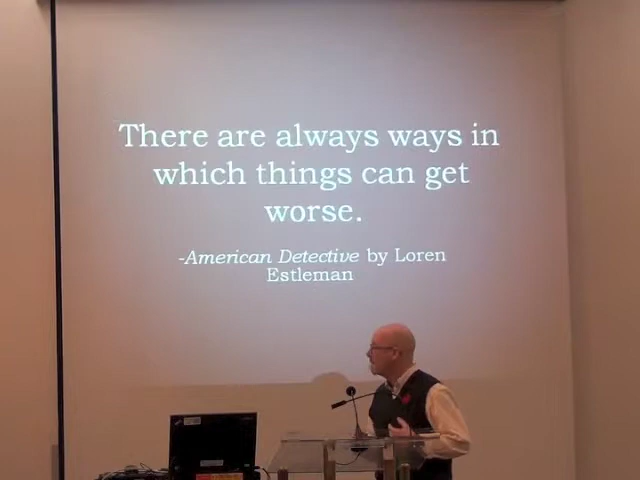 There are always ways in
which things can get
worse.
-American Detective by Loren
Estleman